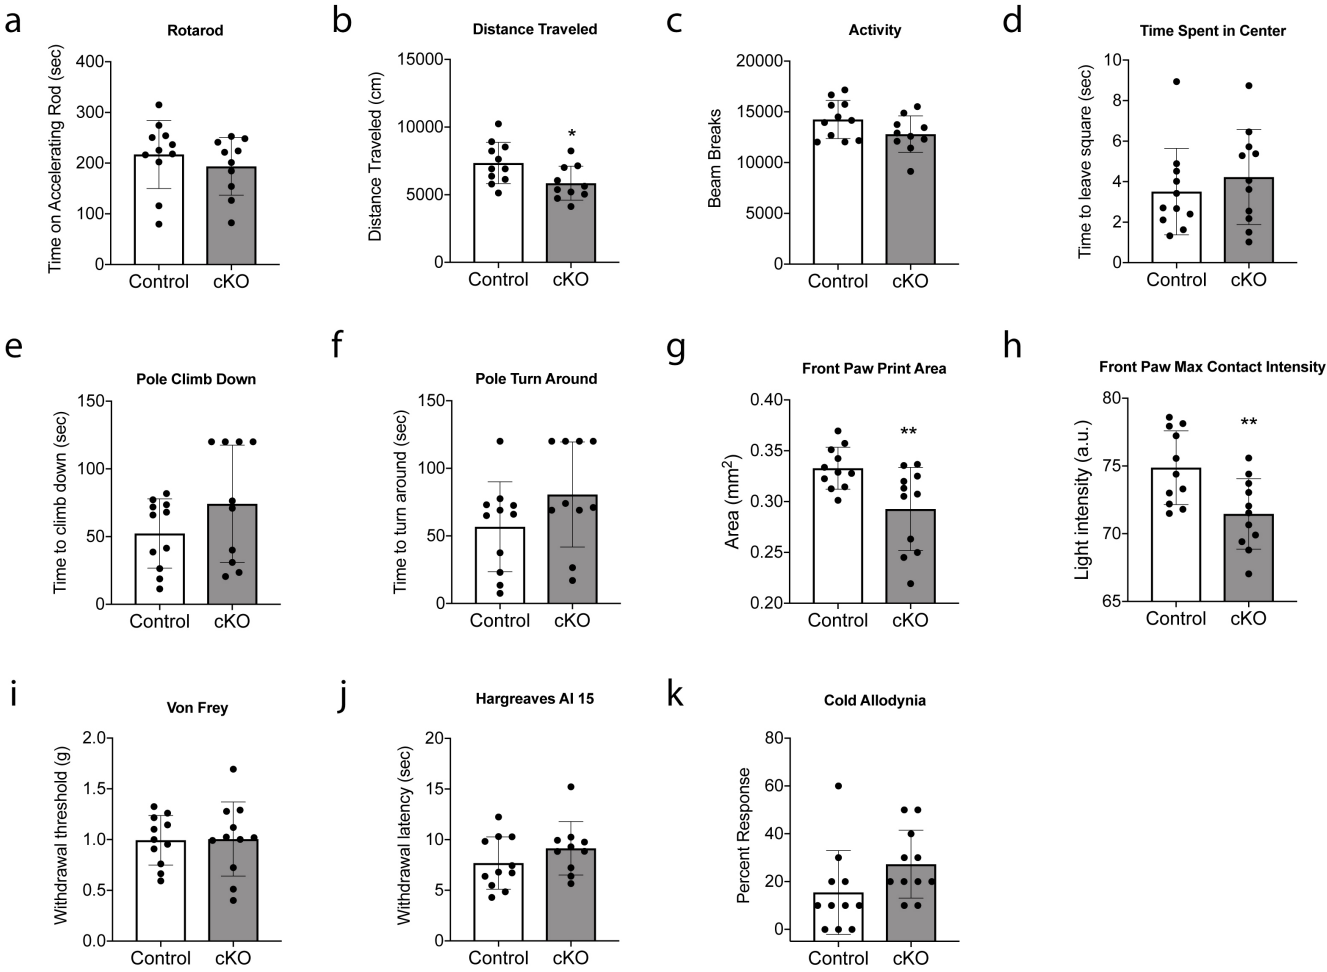 a
Rotarod
Time on Accelerating Rod (sec)
400
300
200
100
0
Control
cKO
b
Distance Traveled
Distance Traveled (cm)
15000
10000
5000
0
*
Control
cKO
c
Activity
Beam Breaks
20000
15000
10000
5000
0
Control
cKO
d
Time Spent in Center
Time to leave square (sec)
10
8
6
4
2
0
Control
cKO
e
Pole Climb Down
Time to climb down (sec)
150
100
50
0
Control
cKO
f
Pole Turn Around
Time to turn around (sec)
150
100
50
0
Control
cKO
g
Front Paw Print Area
Area (mm²)
0.40
0.35
0.30
0.25
0.20
**
Control
cKO
h
Front Paw Max Contact Intensity
Light intensity (a.u.)
80
75
70
65
**
Control
cKO
i
Von Frey
Withdrawal threshold (g)
2.0
1.5
1.0
0.5
0.0
Control
cKO
j
Hargreaves AI 15
Withdrawal latency (sec)
20
15
10
5
0
Control
cKO
k
Cold Allodynia
Percent Response
80
60
40
20
0
Control
cKO